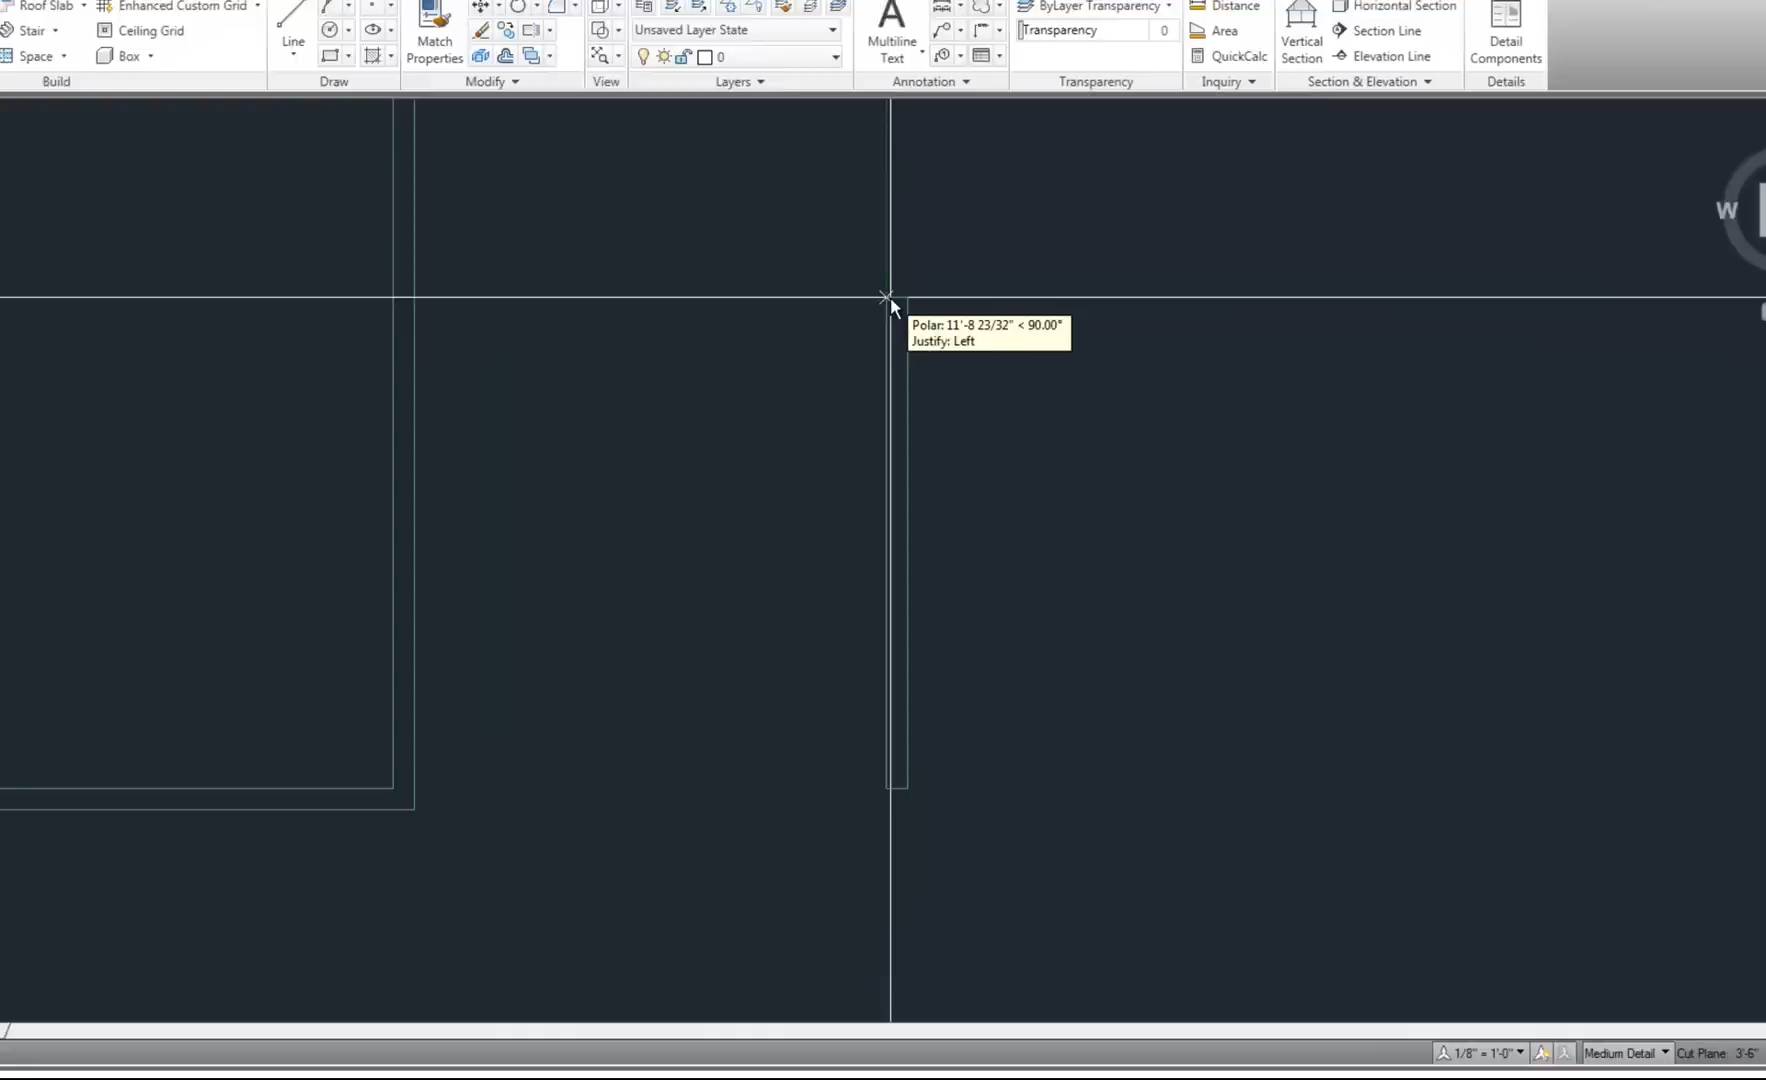 Roof Slab Enhanced Custom Grid
Stair Ceiling Grid
Space Box
Build
Line
Draw
Match
Properties
Modify
View
Unsaved Layer State
0
Layers
A
Multiline
Text
Annotation
ByLayer Transparency
Transparency 0
Transparency
Distance
Area
QuickCalc
Inquiry
Vertical
Section
Horizontal Section
Section Line
Elevation Line
Section & Elevation
Detail
Components
Details
W
Polar: 11'-8 23/32" < 90.00°
Justify: Left
1/8" = 1'-0" Medium Detail Cut Plane: 3'-6"